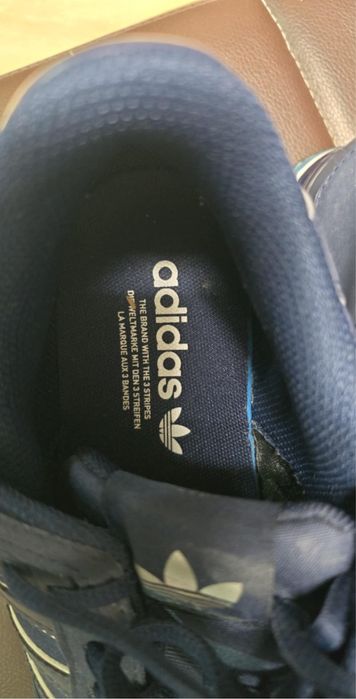 adidas
THE BRAND WITH THE 3 STRIPES
DIE WELTMARKE MIT DEN 3 STREIFEN
LA MARQUE AUX 3 BANDES